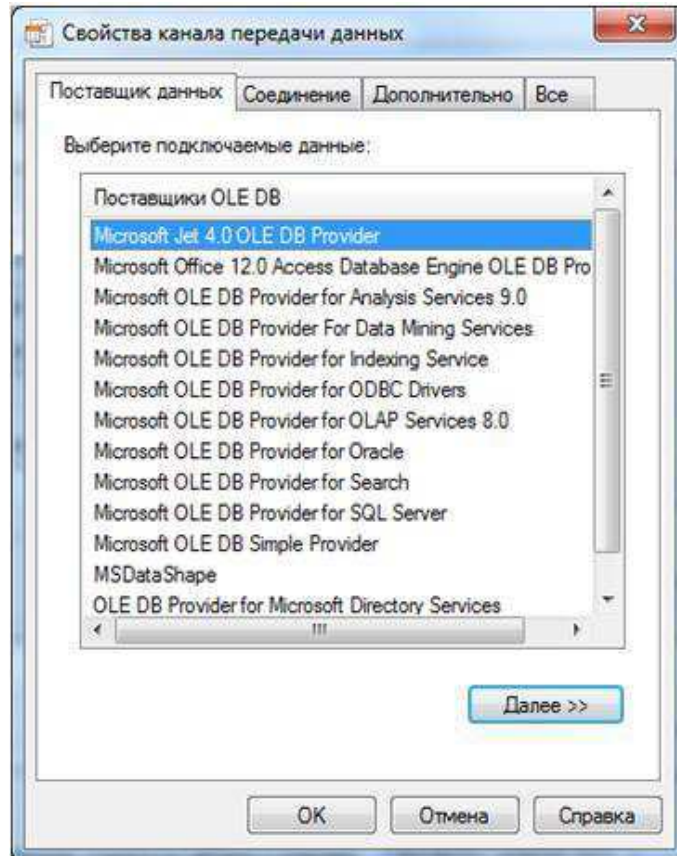 Свойства канала передачи данных
Поставщик данных Соединение Дополнительно Все
Выберите подключаемые данные:
Поставщики OLE DB
Microsoft Jet 4.0 OLE DB Provider
Microsoft Office 12.0 Access Database Engine OLE DB Pro
Microsoft OLE DB Provider for Analysis Services 9.0
Microsoft OLE DB Provider For Data Mining Services
Microsoft OLE DB Provider for Indexing Service
Microsoft OLE DB Provider for ODBC Drivers
Microsoft OLE DB Provider for OLAP Services 8.0
Microsoft OLE DB Provider for Oracle
Microsoft OLE DB Provider for Search
Microsoft OLE DB Provider for SQL Server
Microsoft OLE DB Simple Provider
MSDataShape
OLE DB Provider for Microsoft Directory Services
Далее >>
OK Отмена Справка